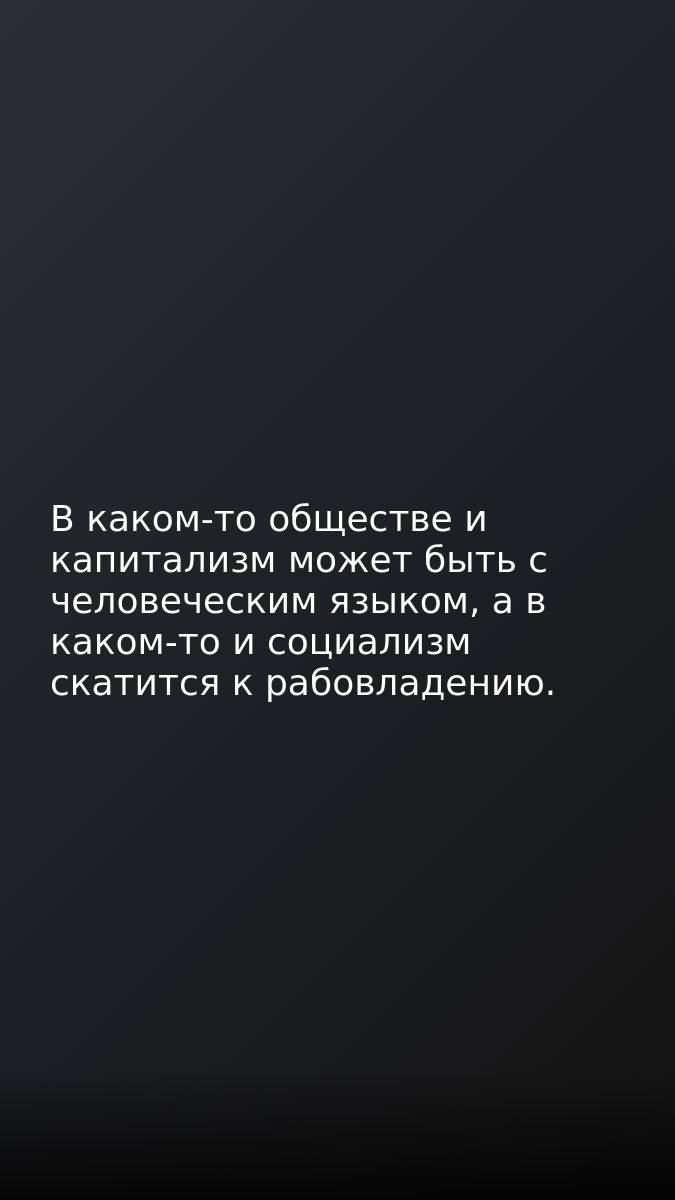 В каком-то обществе и
капитализм может быть с
человеческим языком, а в
каком-то и социализм
скатится к рабовладению.